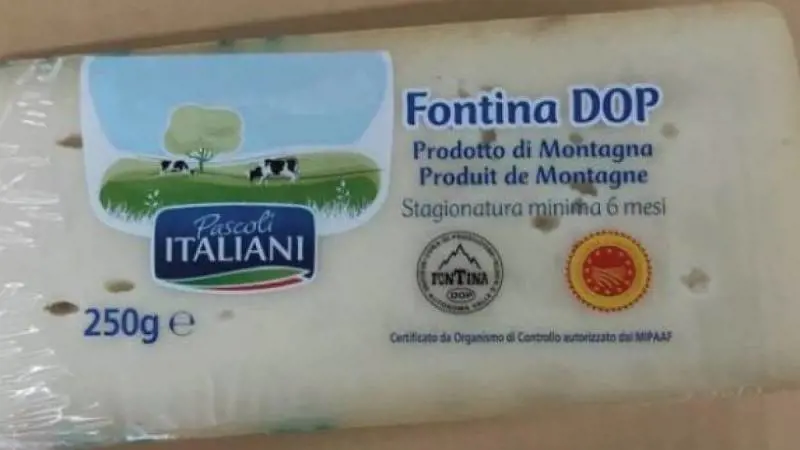 Fontina DOP
Prodotto di Montagna
Produit de Montagne
Stagionatura minima 6 mesi
Pascoli
ITALIANI
FONTINA
DOP
250g e
Certificato da Organismo di Controllo autorizzato dal MIPAAF